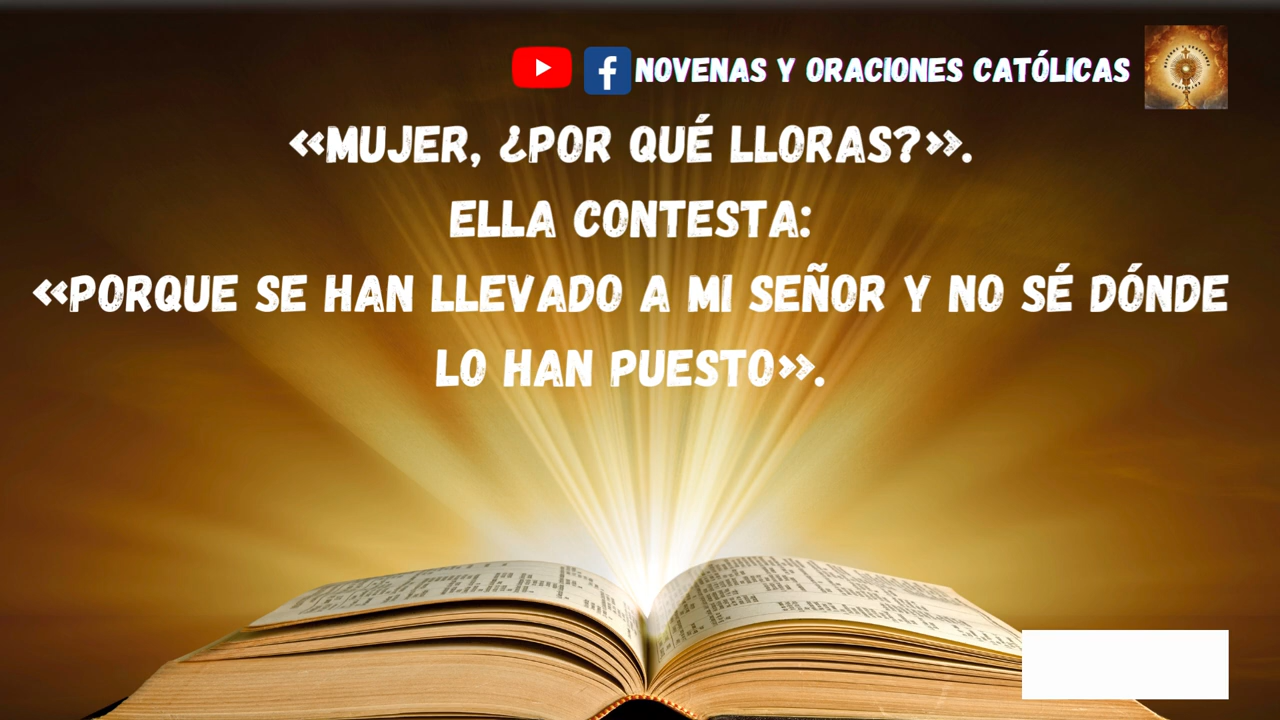 NOVENAS Y ORACIONES CATÓLICAS
«MUJER, ¿POR QUÉ LLORAS?».
ELLA CONTESTA:
«PORQUE SE HAN LLEVADO A MI SEÑOR Y NO SÉ DÓNDE
LO HAN PUESTO».